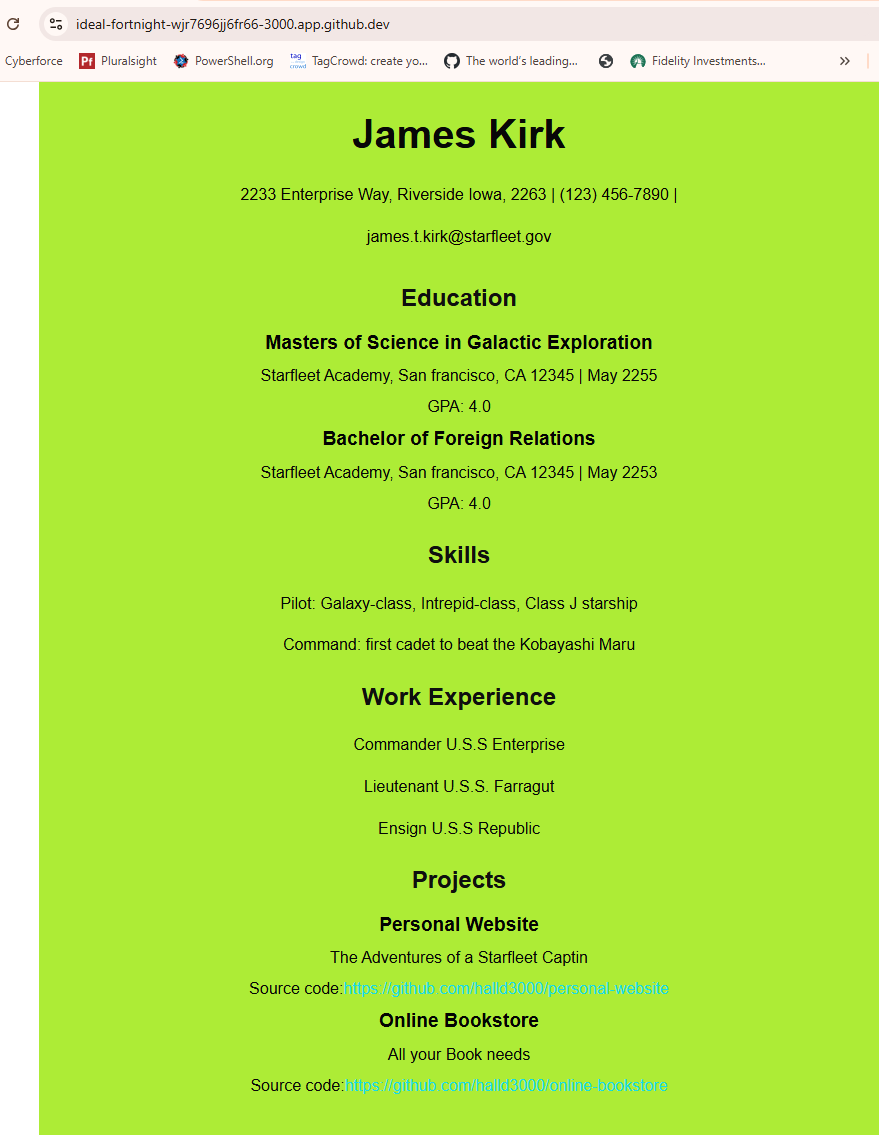 ideal-fortnight-wjr7696jj6fr66-3000.app.github.dev
Cyberforce Pf Pluralsight PowerShell.org tag crowd TagCrowd: create yo... The world's leading... Fidelity Investments... »
James Kirk
2233 Enterprise Way, Riverside Iowa, 2263 | (123) 456-7890 |
james.t.kirk@starfleet.gov
Education
Masters of Science in Galactic Exploration
Starfleet Academy, San francisco, CA 12345 | May 2255
GPA: 4.0
Bachelor of Foreign Relations
Starfleet Academy, San francisco, CA 12345 | May 2253
GPA: 4.0
Skills
Pilot: Galaxy-class, Intrepid-class, Class J starship
Command: first cadet to beat the Kobayashi Maru
Work Experience
Commander U.S.S Enterprise
Lieutenant U.S.S. Farragut
Ensign U.S.S Republic
Projects
Personal Website
The Adventures of a Starfleet Captin
Source code:https://github.com/halld3000/personal-website
Online Bookstore
All your Book needs
Source code:https://github.com/halld3000/online-bookstore